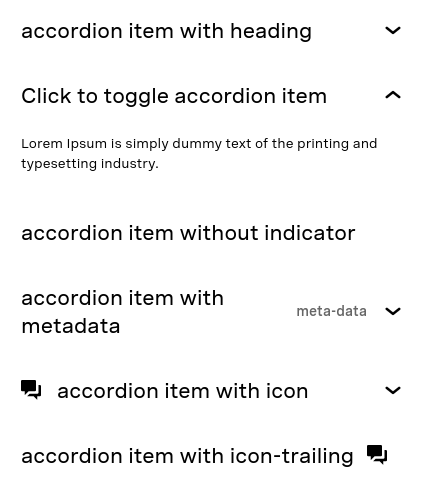 accordion item with heading
Click to toggle accordion item
Lorem Ipsum is simply dummy text of the printing and
typesetting industry.
accordion item without indicator
accordion item with
metadata
meta-data
accordion item with icon
accordion item with icon-trailing